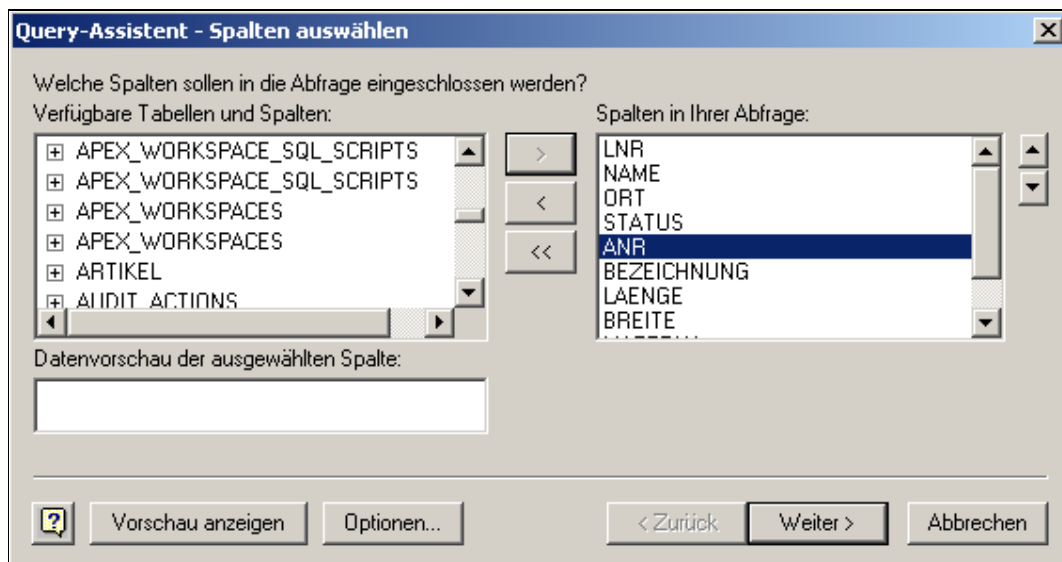 Query-Assistent - Spalten auswählen
Welche Spalten sollen in die Abfrage eingeschlossen werden?
Verfügbare Tabellen und Spalten:
APEX_WORKSPACE_SQL_SCRIPTS
APEX_WORKSPACE_SQL_SCRIPTS
APEX_WORKSPACES
APEX_WORKSPACES
ARTIKEL
AUDIT_ACTIONS
>
<
<<
Spalten in Ihrer Abfrage:
LNR
NAME
ORT
STATUS
ANR
BEZEICHNUNG
LAENGE
BREITE
Datenvorschau der ausgewählten Spalte:
Vorschau anzeigen
Optionen...
< Zurück
Weiter >
Abbrechen